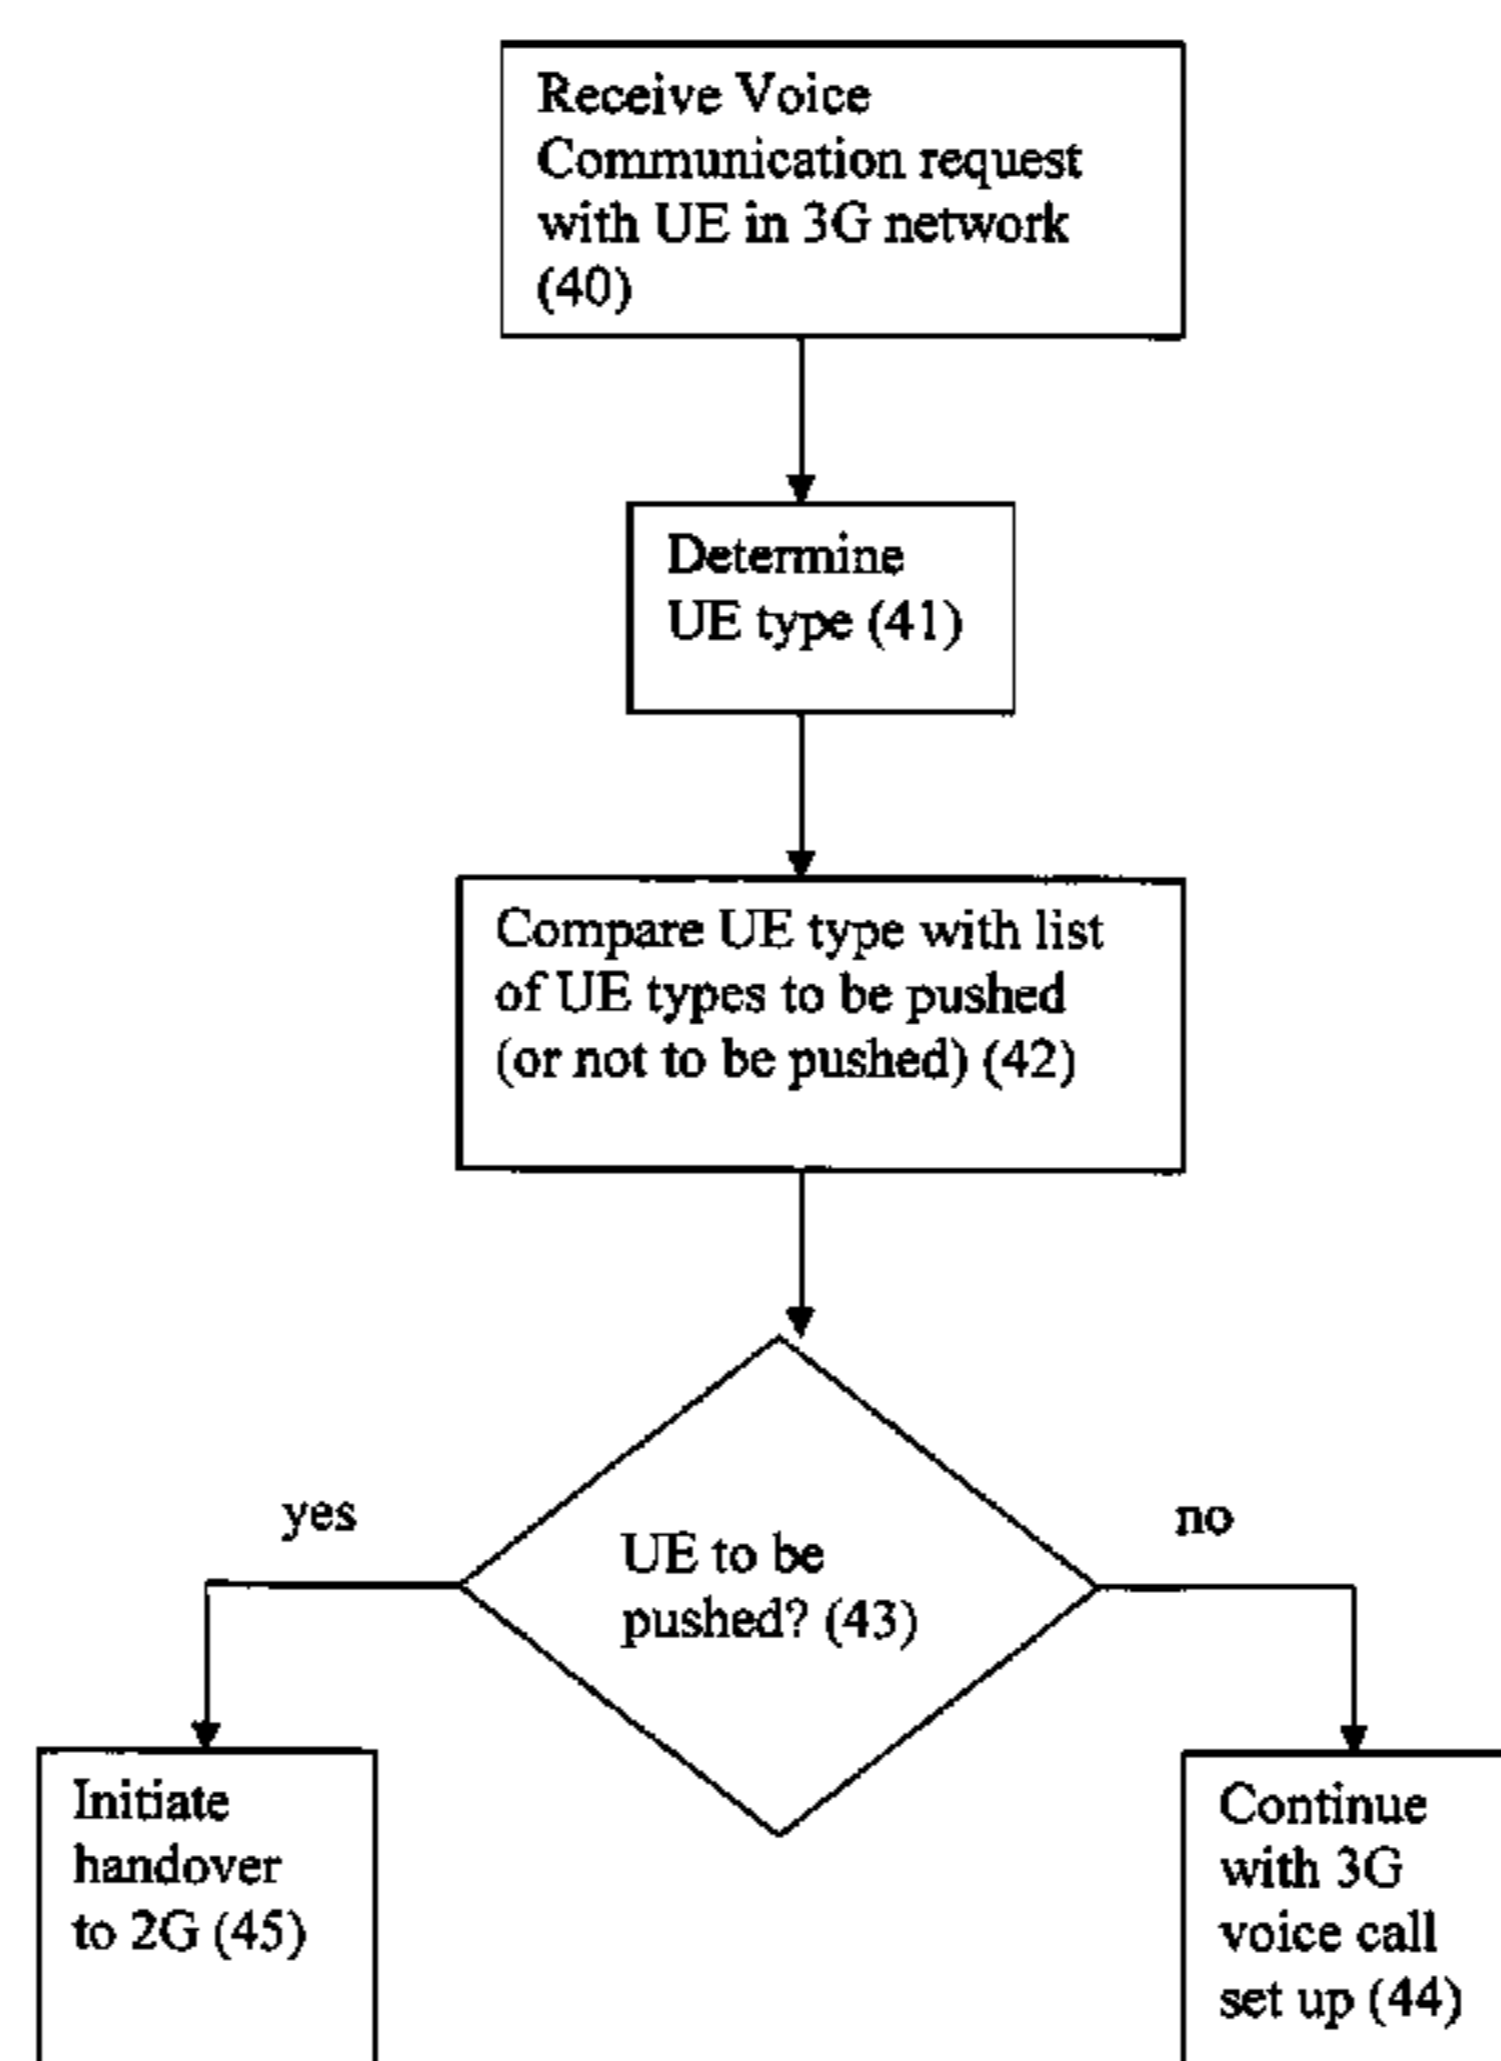 Receive Voice
Communication request
with UE in 3G network
(40)
Determine
UE type (41)
Compare UE type with list
of UE types to be pushed
(or not to be pushed) (42)
yes
no
UE to be
pushed? (43)
Initiate
handover
to 2G (45)
Continue
with 3G
voice call
set up (44)